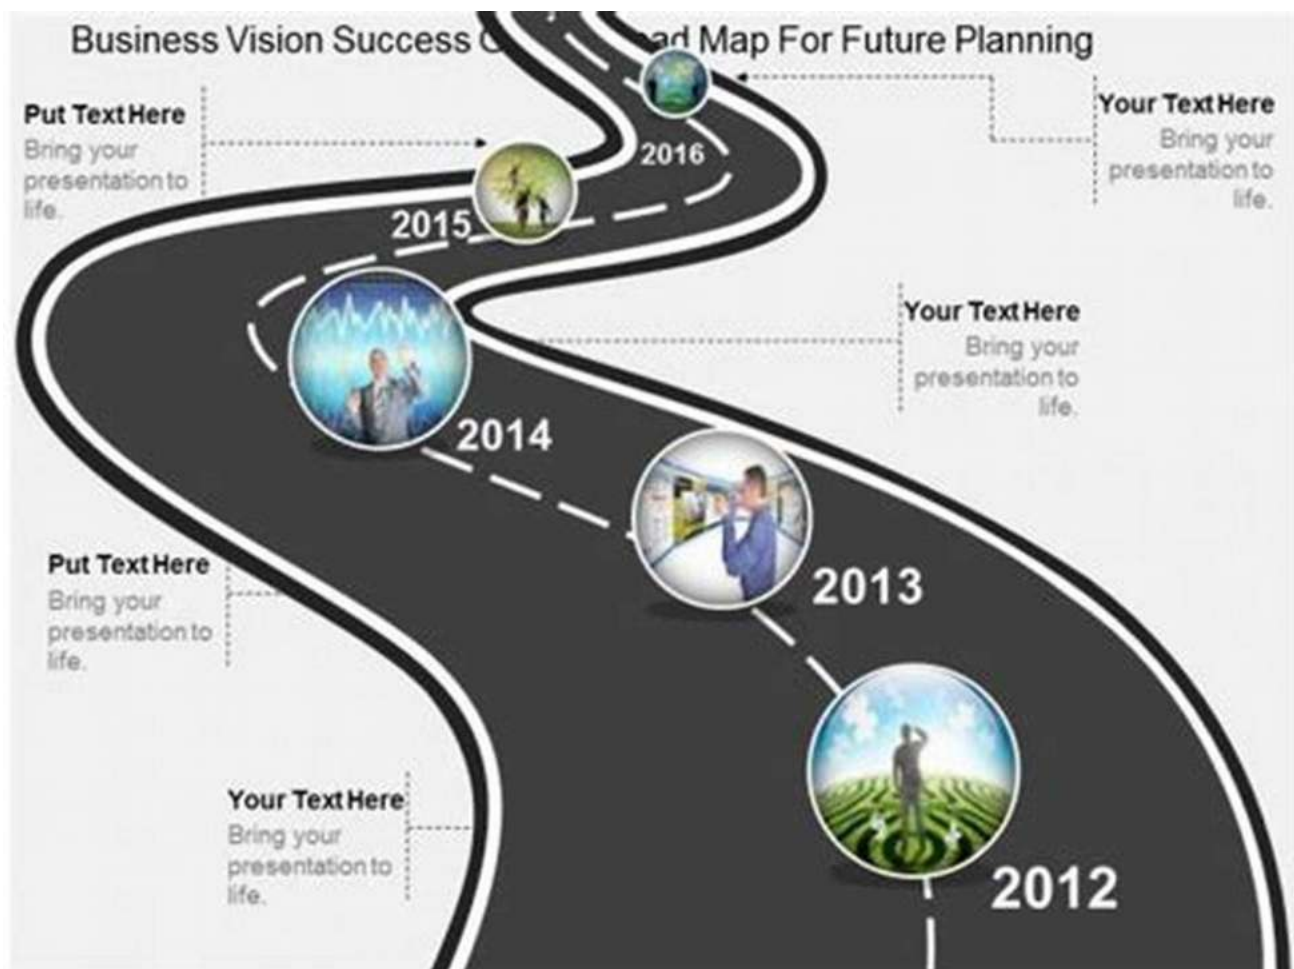 Business Vision Success ad Map For Future Planning
Put Text Here
Bring your
presentation to
life.
Your Text Here
Bring your
presentation to
life.
2016
2015
Your Text Here
Bring your
presentation to
life.
2014
2013
Put Text Here
Bring your
presentation to
life.
Your Text Here
Bring your
presentation to
life.
2012